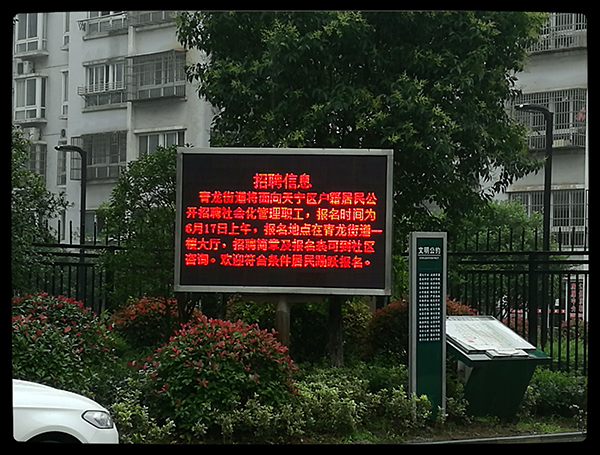 招聘信息
青龙街道将面向天宁区户籍居民公
开招聘社会化管理职工，报名时间为
6月17日上午，报名地点在青龙街道一
楼大厅，招聘简章及报名表可到社区
咨询。欢迎符合条件居民踊跃报名。
文明公约